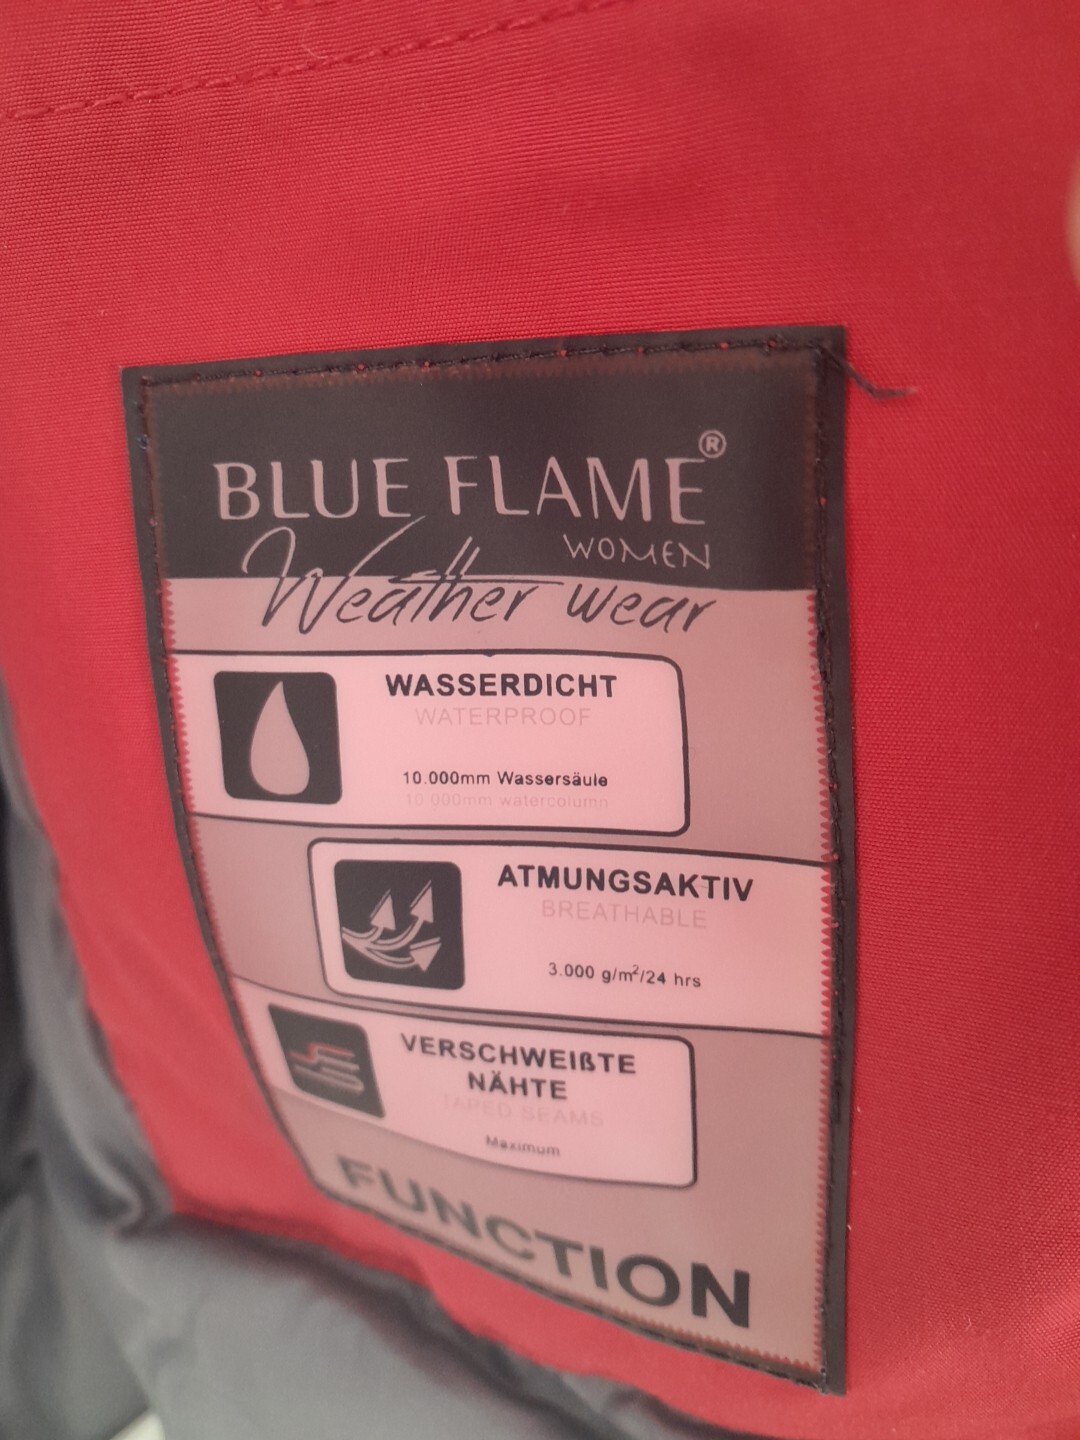 BLUE FLAME®
WOMEN
Weather wear
WASSERDICHT
WATERPROOF
10.000mm Wassersäule
10.000mm watercolumn
ATMUNGSAKTIV
BREATHABLE
3.000 g/m²/24 hrs
VERSCHWEIßTE
NÄHTE
TAPED SEAMS
Maximum
FUNCTION